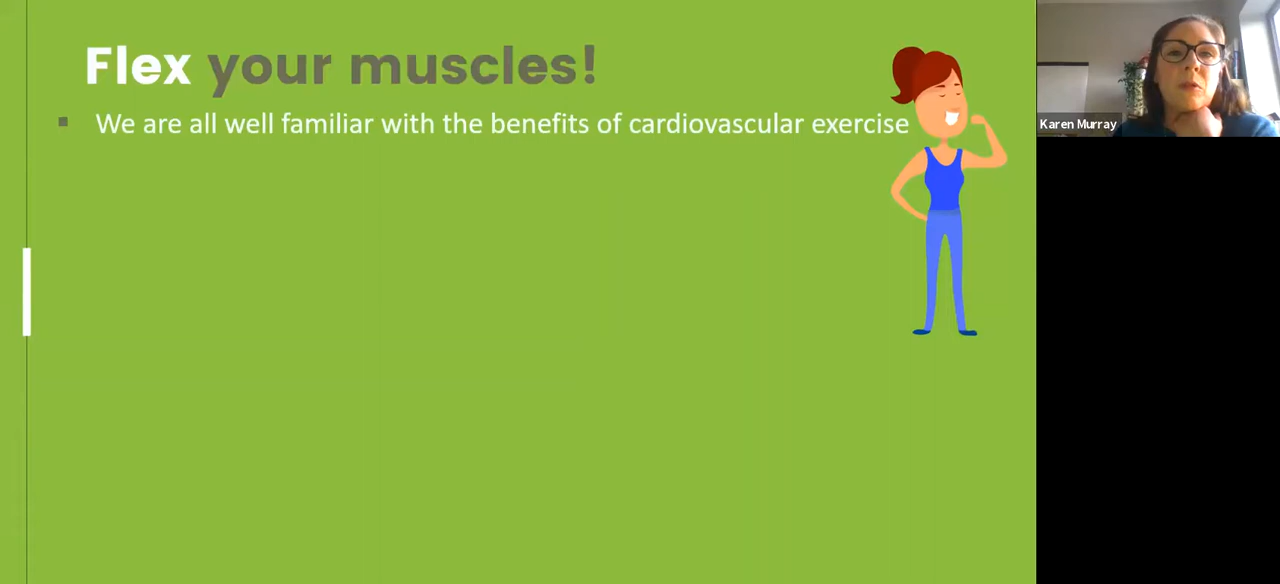 Flex your muscles!
We are all well familiar with the benefits of cardiovascular exercise
Karen Murray